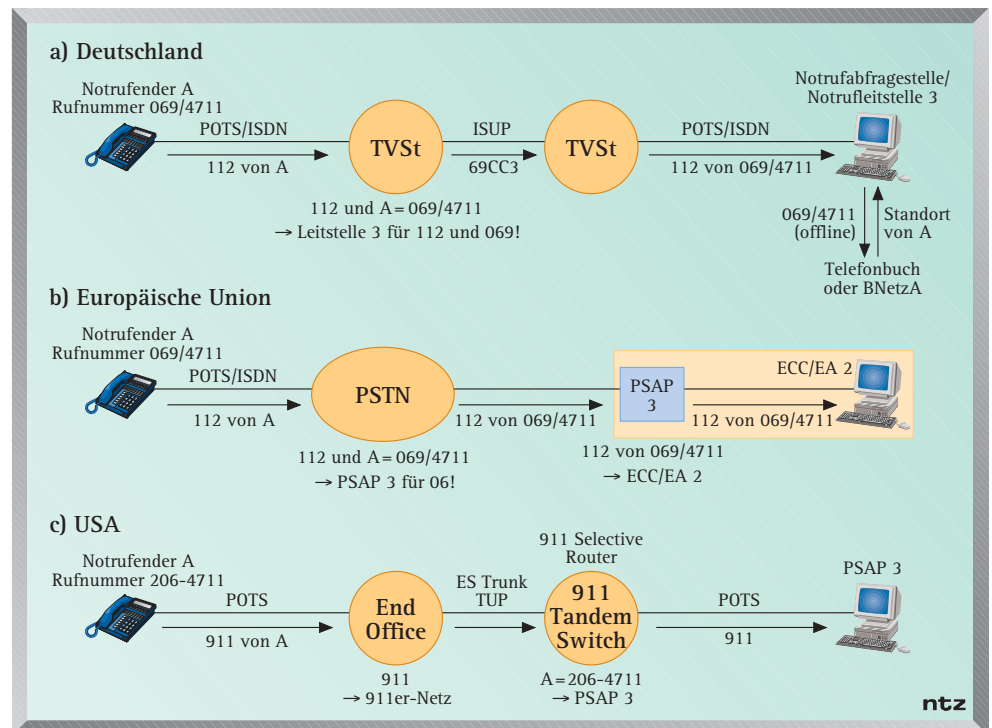 a) Deutschland
Notrufender A
Rufnummer 069/4711
POTS/ISDN
112 von A
TVSt
112 und A=069/4711
→ Leitstelle 3 für 112 und 069!
ISUP
69CC3
TVSt
POTS/ISDN
112 von 069/4711
Notrufabfragestelle/
Notrufleitstelle 3
069/4711
(offline)
Standort
von A
Telefonbuch
oder BNetzA
b) Europäische Union
Notrufender A
Rufnummer 069/4711
POTS/ISDN
112 von A
PSTN
112 und A=069/4711
→ PSAP 3 für 06!
112 von 069/4711
PSAP
3
112 von 069/4711
→ ECC/EA 2
ECC/EA 2
112 von 069/4711
c) USA
Notrufender A
Rufnummer 206-4711
POTS
911 von A
End
Office
911
→ 911er-Netz
ES Trunk
TUP
911 Selective
Router
911
Tandem
Switch
A=206-4711
→ PSAP 3
POTS
911
PSAP 3
ntz